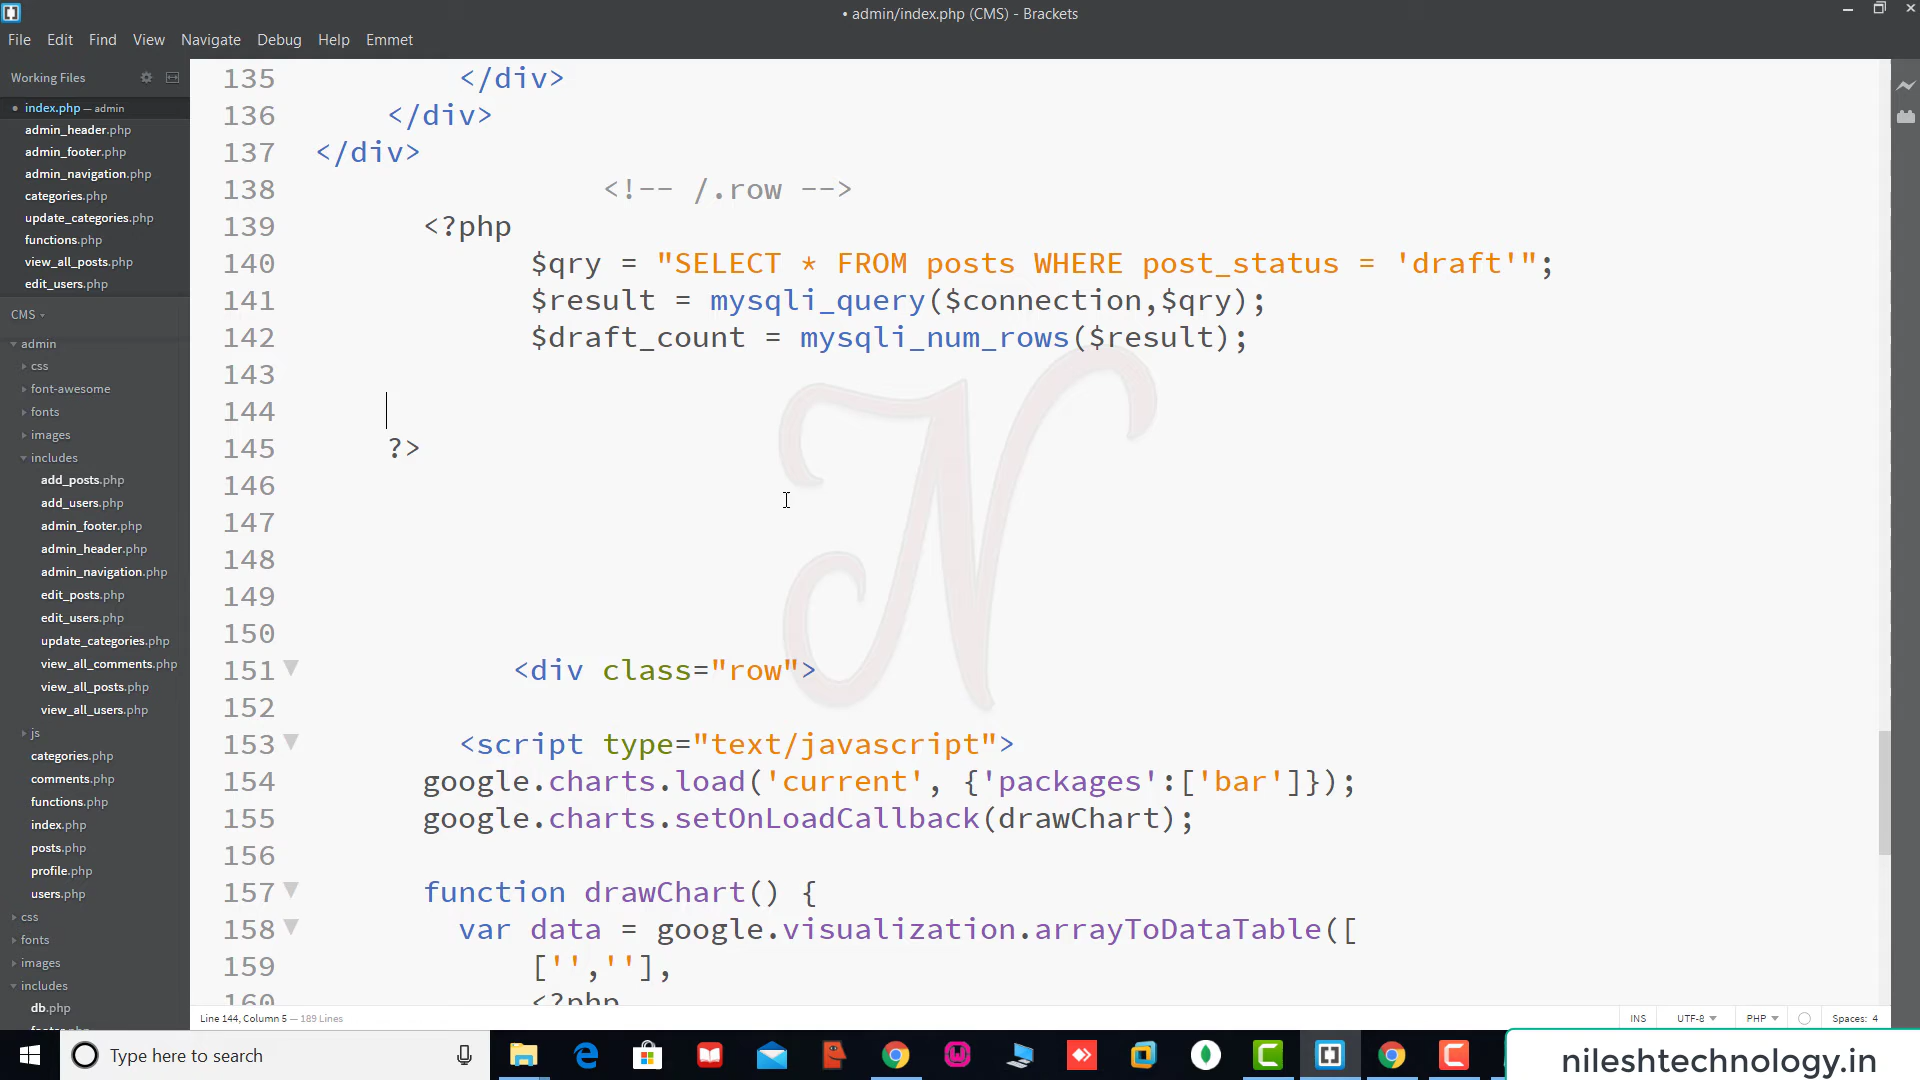 • admin/index.php (CMS) - Brackets
File Edit Find View Navigate Debug Help Emmet
Working Files
index.php — admin
admin_header.php
admin_footer.php
admin_navigation.php
categories.php
update_categories.php
functions.php
view_all_posts.php
edit_users.php
CMS
admin
css
font-awesome
fonts
images
includes
add_posts.php
add_users.php
admin_footer.php
admin_header.php
admin_navigation.php
edit_posts.php
edit_users.php
update_categories.php
view_all_comments.php
view_all_posts.php
view_all_users.php
js
categories.php
comments.php
functions.php
index.php
posts.php
profile.php
users.php
css
fonts
images
includes
db.php
135 </div>
136 </div>
137 </div>
138 <!-- /.row -->
139 <?php
140 $qry = "SELECT * FROM posts WHERE post_status = 'draft'";
141 $result = mysqli_query($connection,$qry);
142 $draft_count = mysqli_num_rows($result);
143
144
145 ?>
146
147
148
149
150
151 <div class="row">
152
153 <script type="text/javascript">
154 google.charts.load('current', {'packages':['bar']});
155 google.charts.setOnLoadCallback(drawChart);
156
157 function drawChart() {
158 var data = google.visualization.arrayToDataTable([
159 ['',''],
160 <?php
N
Line 144, Column 5 — 189 Lines
INS UTF-8 PHP Spaces: 4
Type here to search
nileshtechnology.in